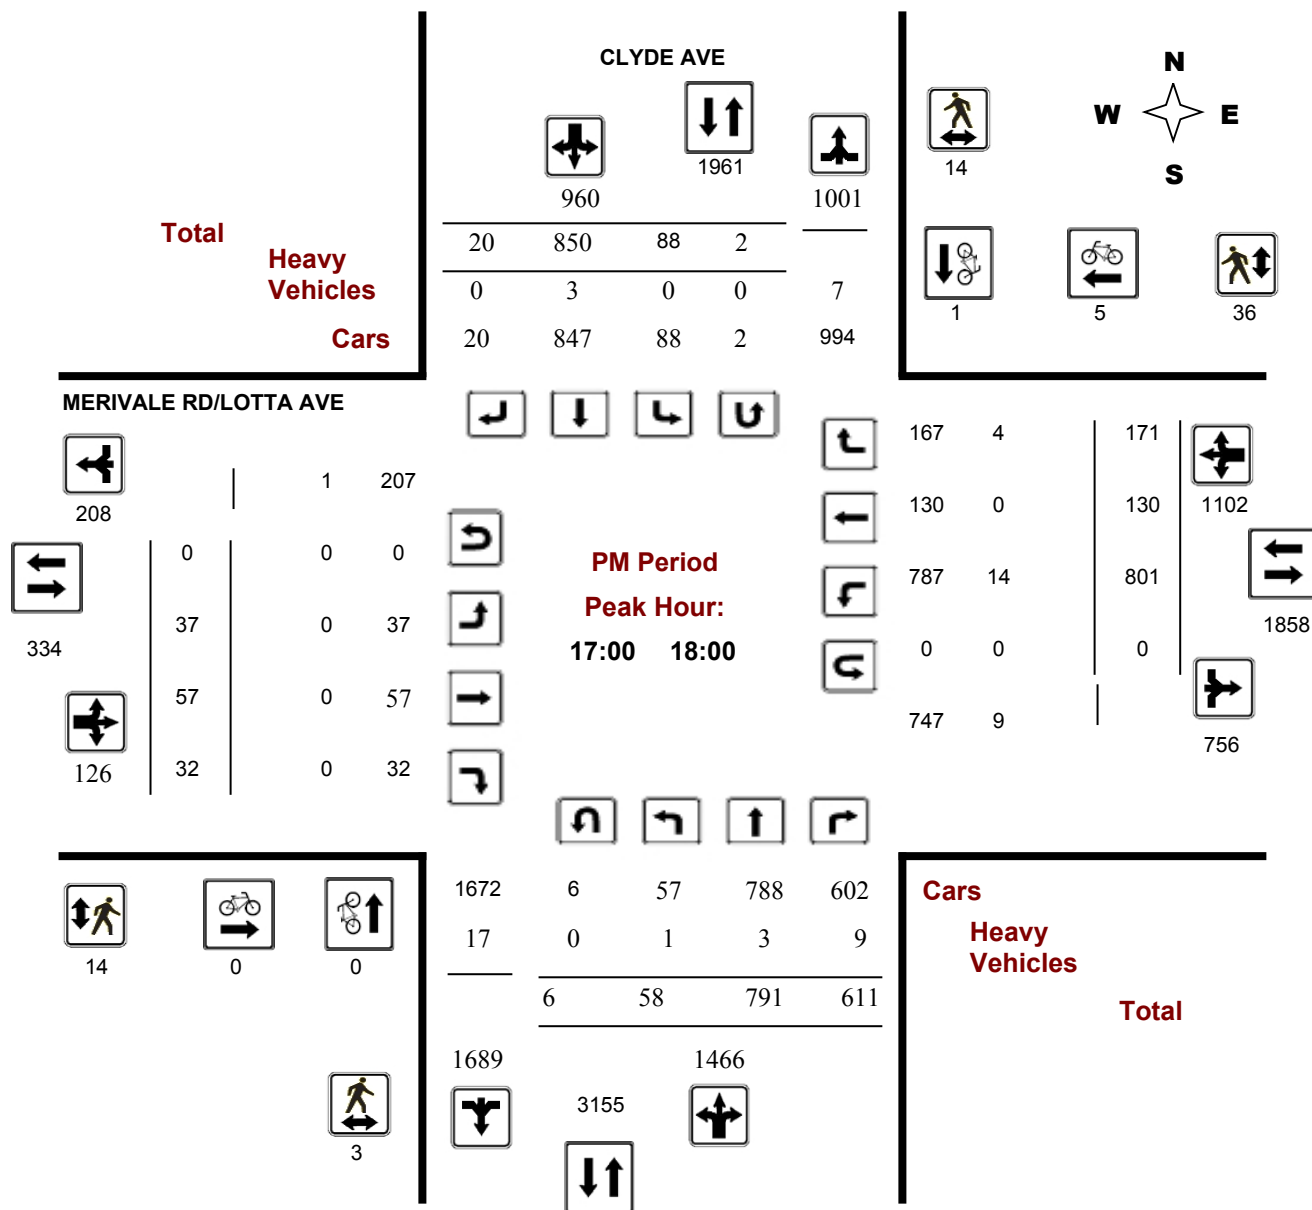 CLYDE AVE
N
W E
S
1961
14
960 1001
Total 20 850 88 2
Heavy
Vehicles 0 3 0 0 7
1 5 36
Cars 20 847 88 2 994
MERIVALE RD/LOTTA AVE
167 4 171
1 207
208
130 0 130 1102
0 0 0
PM Period
787 14 801
Peak Hour:
37 0 37
334
17:00 18:00
0 0 0
1858
57 0 57
747 9
756
126 32 0 32
1672 6 57 788 602 Cars
17 0 1 3 9 Heavy
Vehicles
14 0 0
6 58 791 611 Total
1689 1466
3155
3